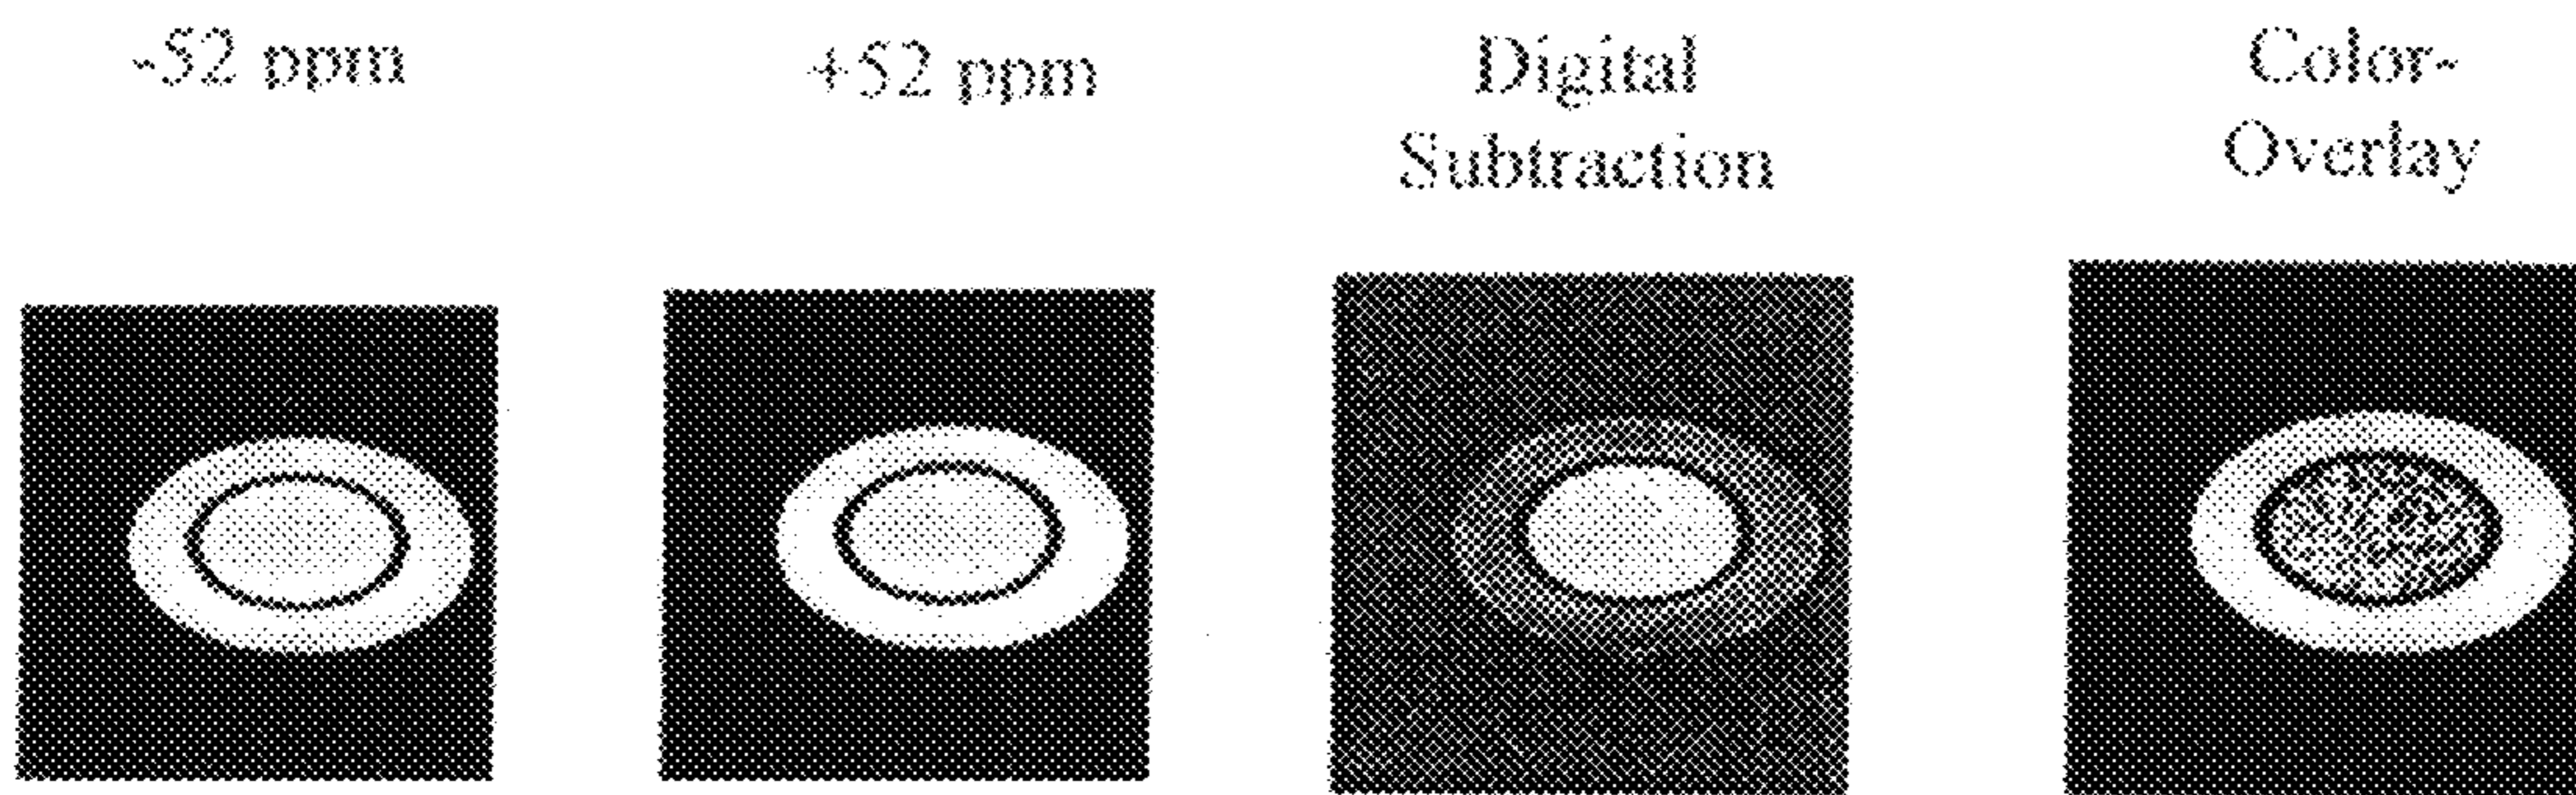 -52 ppm
+52 ppm
Digital
Subtraction
Color-
Overlay